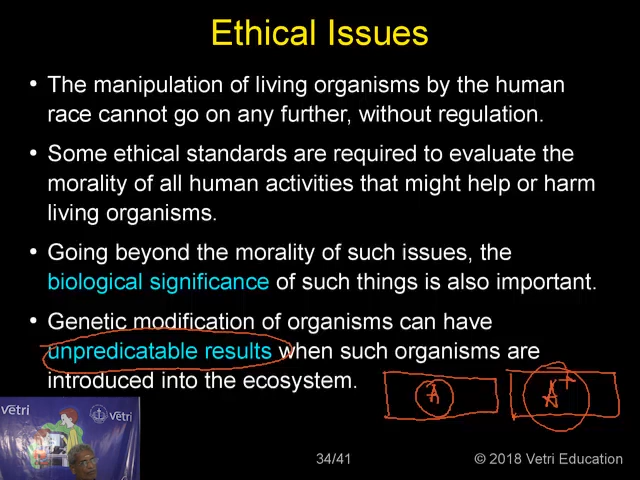 Ethical Issues
• The manipulation of living organisms by the human
race cannot go on any further, without regulation.
• Some ethical standards are required to evaluate the
morality of all human activities that might help or harm
living organisms.
• Going beyond the morality of such issues, the
biological significance of such things is also important.
• Genetic modification of organisms can have
unpredicatable results when such organisms are
introduced into the ecosystem.
A A+
vëtri vëtri
34/41 © 2018 Vetri Education